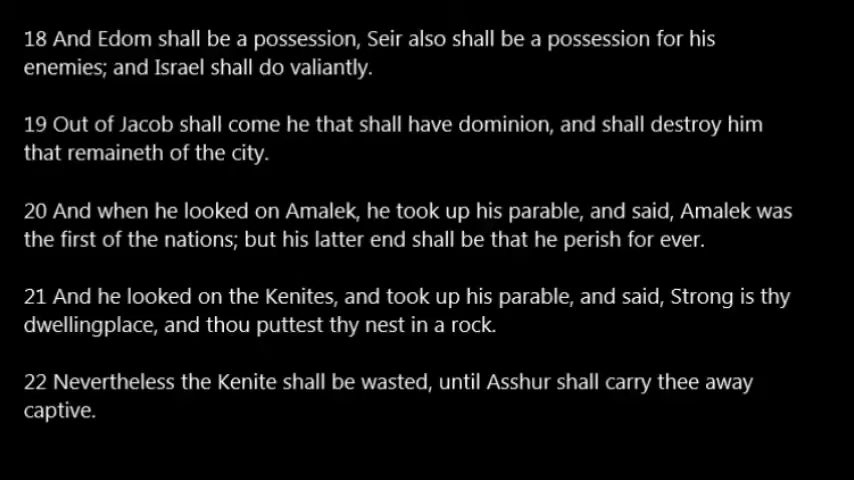 18 And Edom shall be a possession, Seir also shall be a possession for his
enemies; and Israel shall do valiantly.
19 Out of Jacob shall come he that shall have dominion, and shall destroy him
that remaineth of the city.
20 And when he looked on Amalek, he took up his parable, and said, Amalek was
the first of the nations; but his latter end shall be that he perish for ever.
21 And he looked on the Kenites, and took up his parable, and said, Strong is thy
dwellingplace, and thou puttest thy nest in a rock.
22 Nevertheless the Kenite shall be wasted, until Asshur shall carry thee away
captive.